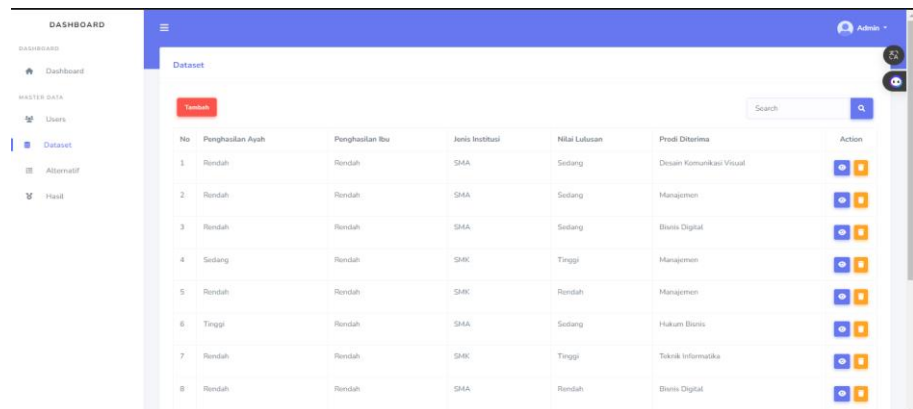 DASHBOARD
Admin
DASHBOARD
Dashboard
MASTER DATA
Users
Dataset
Alternatif
Hasil
Dataset
Tambah
Search
No Penghasilan Ayah Penghasilan Ibu Jenis Institusi Nilai Lulusan Prodi Diterima Action
1 Rendah Rendah SMA Sedang Desain Komunikasi Visual
2 Rendah Rendah SMA Sedang Manajemen
3 Rendah Rendah SMA Sedang Bisnis Digital
4 Sedang Rendah SMK Tinggi Manajemen
5 Rendah Rendah SMK Rendah Manajemen
6 Tinggi Rendah SMA Sedang Hukum Bisnis
7 Rendah Rendah SMK Tinggi Teknik Informatika
8 Rendah Rendah SMA Rendah Bisnis Digital